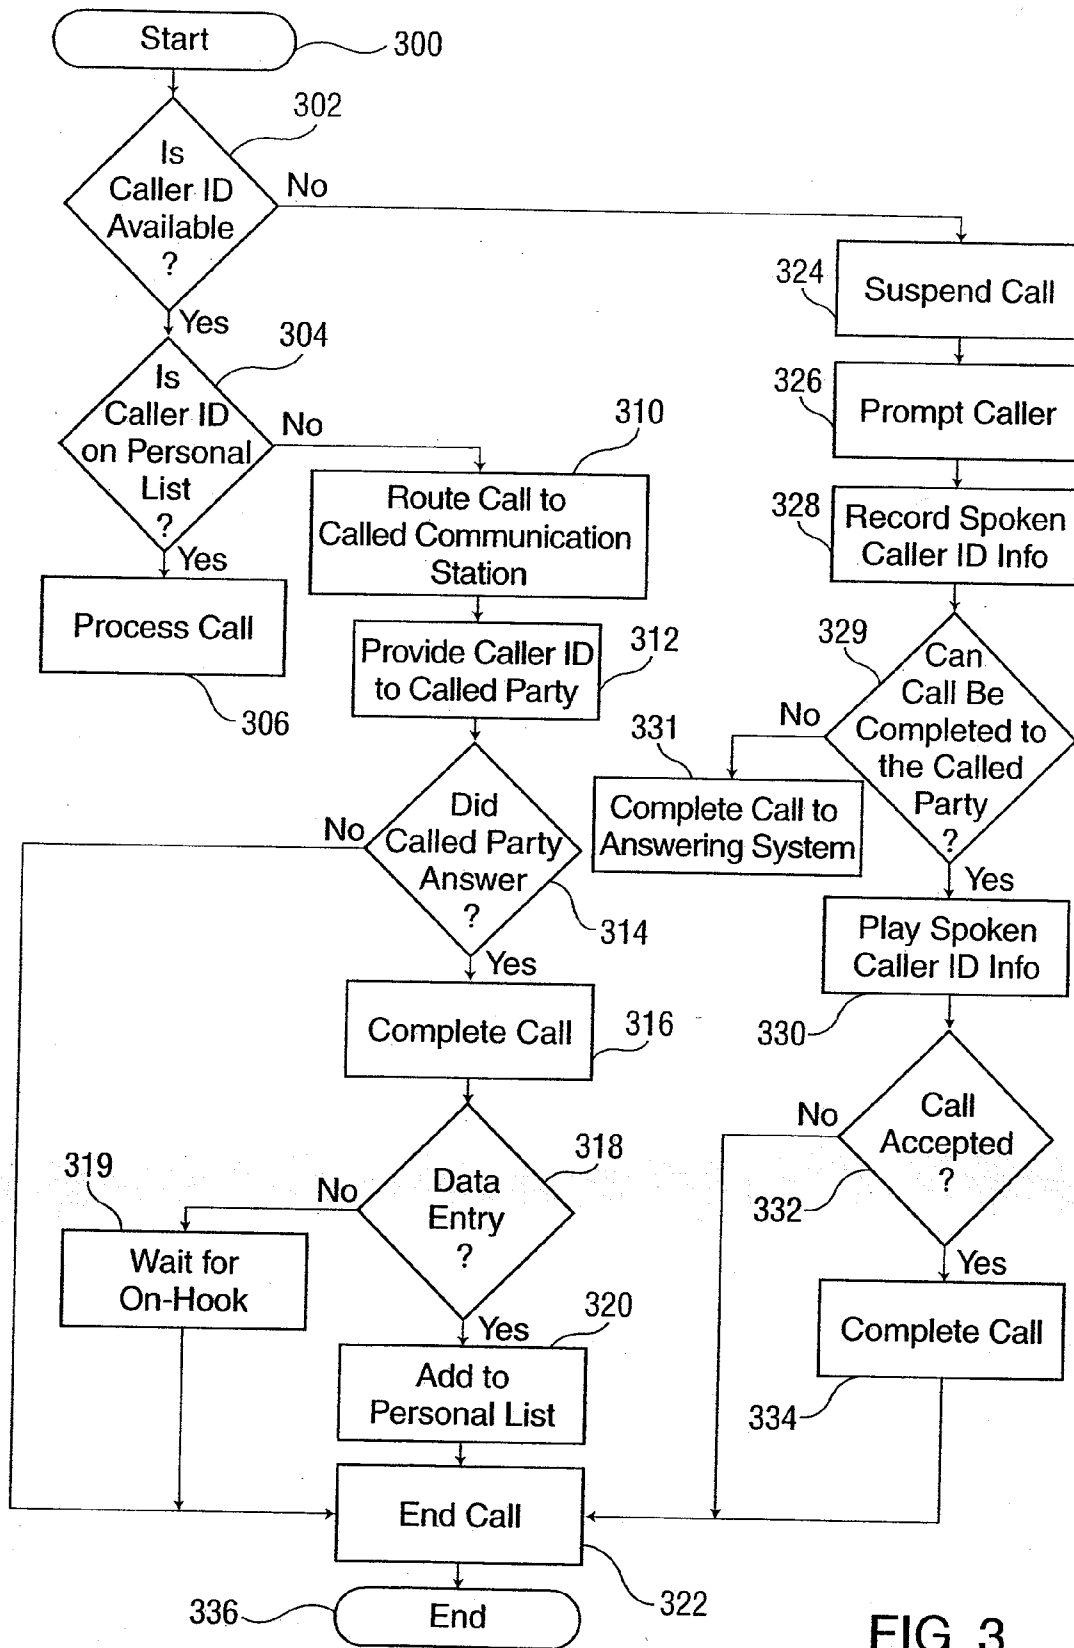 Start
300
302
Is
Caller ID
Available
?
No
Yes
324
Suspend Call
304
Is
Caller ID
on Personal
List
?
No
Yes
326
Prompt Caller
310
Route Call to
Called Communication
Station
328
Record Spoken
Caller ID Info
Process Call
306
312
Provide Caller ID
to Called Party
329
Can
Call Be
Completed to
the Called
Party
?
No
Yes
331
Complete Call to
Answering System
Did
Called Party
Answer
?
No
314
Yes
Play Spoken
Caller ID Info
330
Complete Call
316
Call
Accepted
?
No
332
Yes
319
318
Data
Entry
?
No
Yes
Wait for
On-Hook
320
Add to
Personal List
Complete Call
334
End Call
322
336
End
FIG. 3